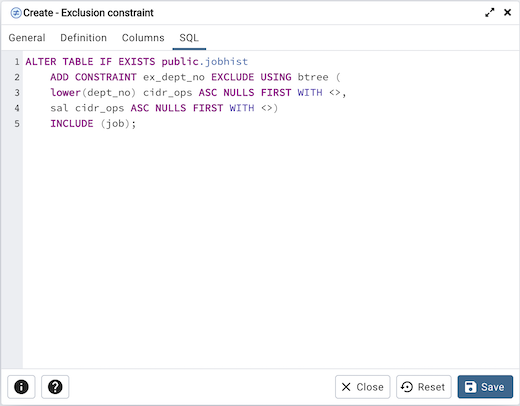 Create - Exclusion constraint
General Definition Columns SQL
1 ALTER TABLE IF EXISTS public.jobhist
2 ADD CONSTRAINT ex_dept_no EXCLUDE USING btree (
3 lower(dept_no) cidr_ops ASC NULLS FIRST WITH <>,
4 sal cidr_ops ASC NULLS FIRST WITH <>)
5 INCLUDE (job);
Close Reset Save